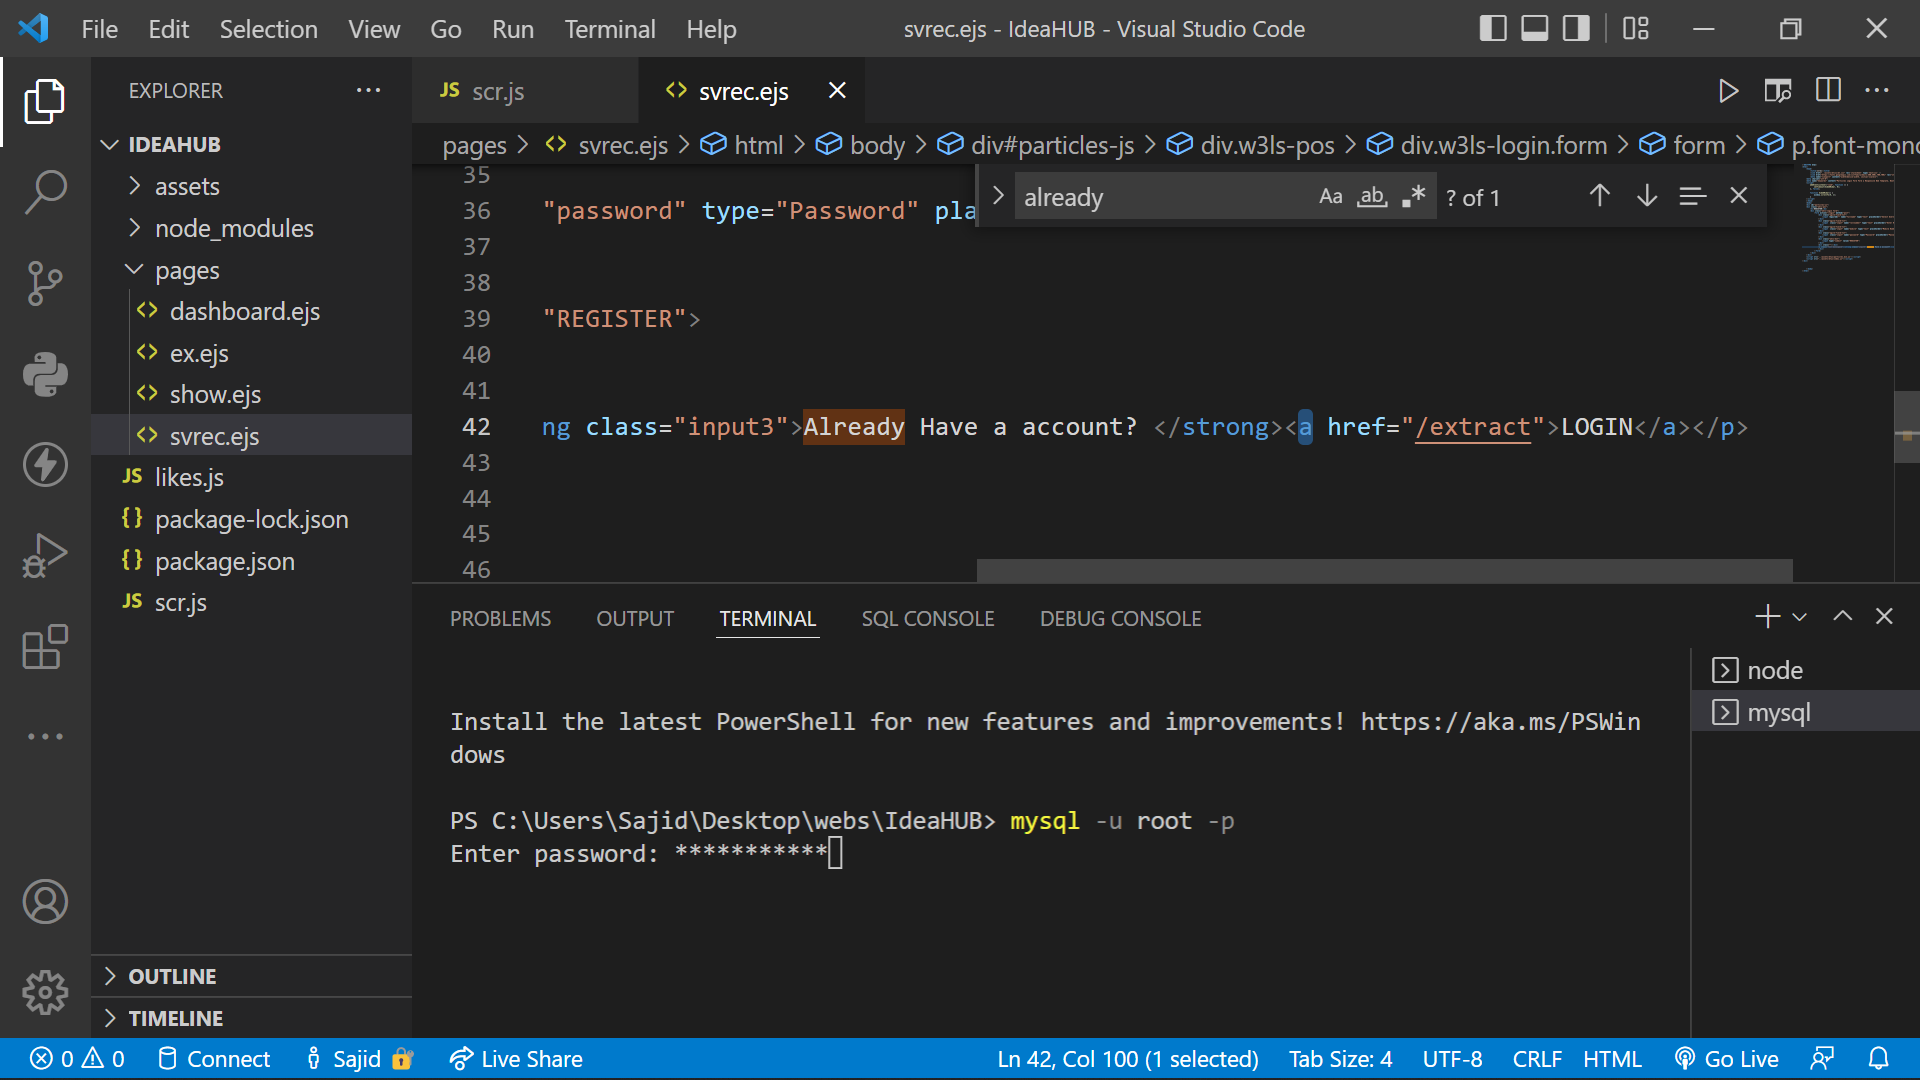 File Edit Selection View Go Run Terminal Help svrec.ejs - IdeaHUB - Visual Studio Code
EXPLORER
IDEAHUB
assets
node_modules
pages
dashboard.ejs
ex.ejs
show.ejs
svrec.ejs
JS likes.js
{} package-lock.json
{} package.json
JS scr.js
OUTLINE
TIMELINE
JS scr.js <> svrec.ejs
pages > <> svrec.ejs > html > body > div#particles-js > div.w3ls-pos > div.w3ls-login.form > form > p.font-mono
already Aa ab .* ? of 1
35
36 "password" type="Password" pla
37
38
39 "REGISTER">
40
41
42 ng class="input3">Already Have a account? </strong><a href="/extract">LOGIN</a></p>
43
44
45
46
PROBLEMS OUTPUT TERMINAL SQL CONSOLE DEBUG CONSOLE
Install the latest PowerShell for new features and improvements! https://aka.ms/PSWin
dows
PS C:\Users\Sajid\Desktop\webs\IdeaHUB> mysql -u root -p
Enter password: ***********
node
mysql
0 0 Connect Sajid Live Share Ln 42, Col 100 (1 selected) Tab Size: 4 UTF-8 CRLF HTML Go Live